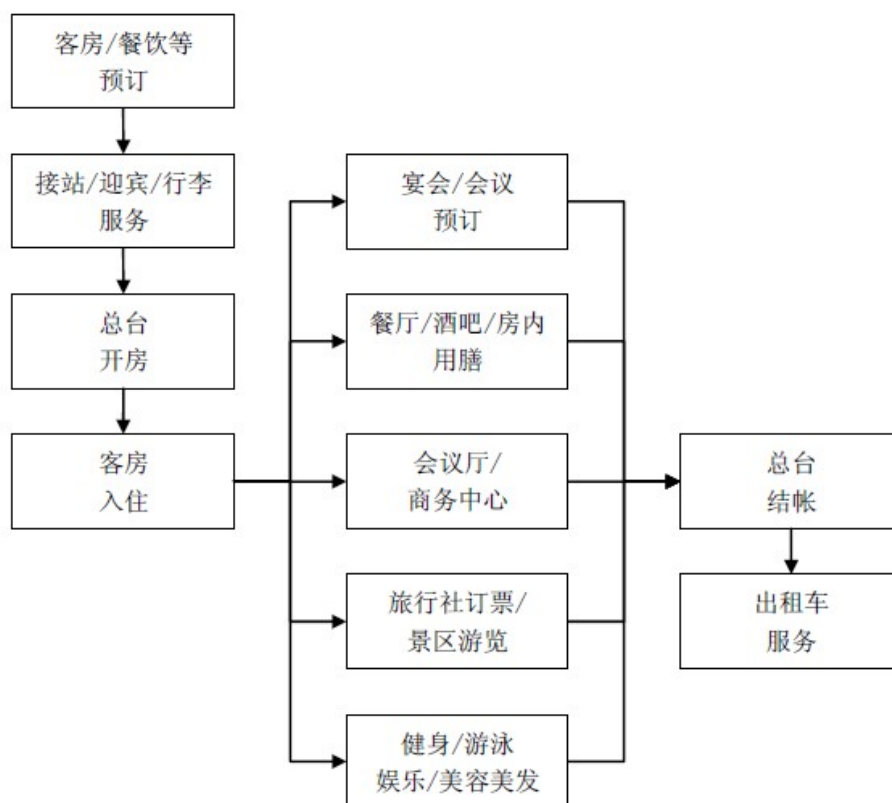 客房/餐饮等
预订
接站/迎宾/行李
服务
总台
开房
客房
入住
宴会/会议
预订
餐厅/酒吧/房内
用膳
会议厅/
商务中心
旅行社订票/
景区游览
健身/游泳
娱乐/美容美发
总台
结帐
出租车
服务